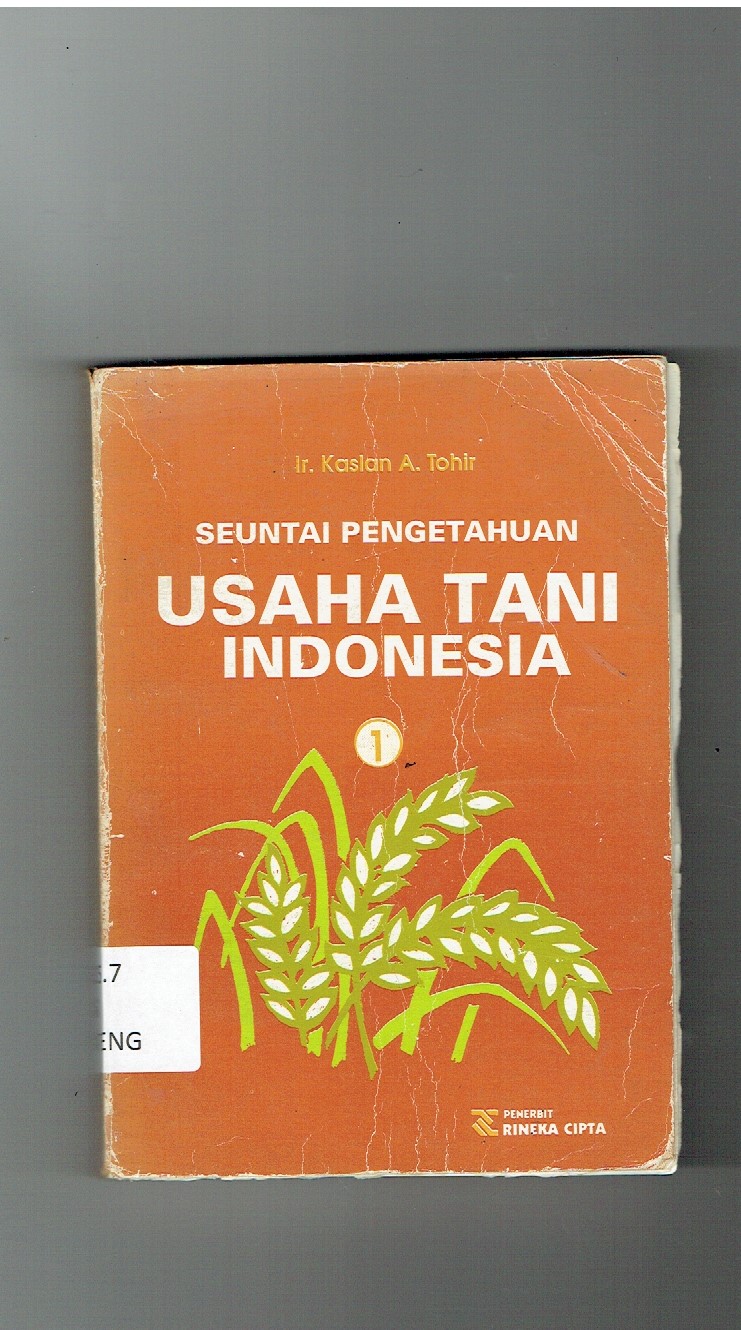 Ir. Kaslan A. Tohir
SEUNTAI PENGETAHUAN
USAHA TANI
INDONESIA
1
.7
ENG
PENERBIT
RINEKA CIPTA